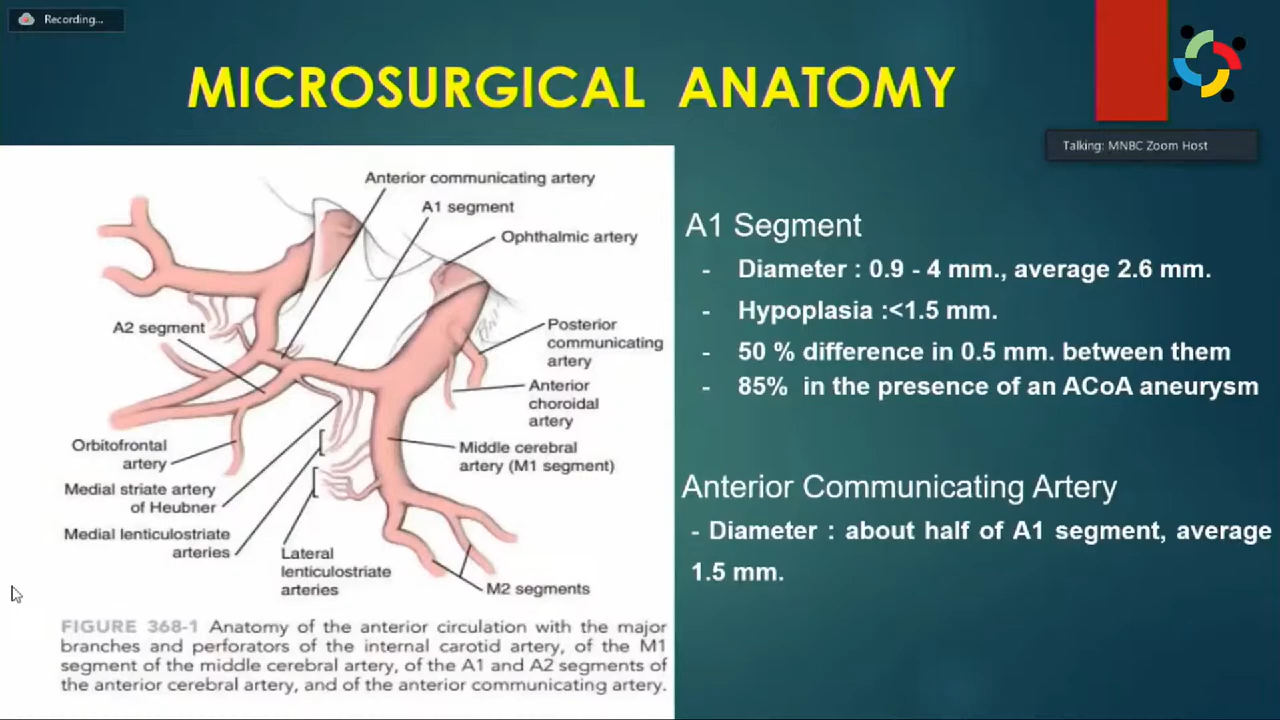 Recording...
MICROSURGICAL ANATOMY
Talking: MNBC Zoom Host
Anterior communicating artery
A1 segment
Ophthalmic artery
A2 segment
Posterior
communicating
artery
Anterior
choroidal
artery
Orbitofrontal
artery
Middle cerebral
artery (M1 segment)
Medial striate artery
of Heubner
Medial lenticulostriate
arteries
Lateral
lenticulostriate
arteries
M2 segments
FIGURE 368-1 Anatomy of the anterior circulation with the major
branches and perforators of the internal carotid artery, of the M1
segment of the middle cerebral artery, of the A1 and A2 segments of
the anterior cerebral artery, and of the anterior communicating artery.
A1 Segment
- Diameter : 0.9 - 4 mm., average 2.6 mm.
- Hypoplasia :<1.5 mm.
- 50 % difference in 0.5 mm. between them
- 85% in the presence of an ACoA aneurysm
Anterior Communicating Artery
- Diameter : about half of A1 segment, average
1.5 mm.